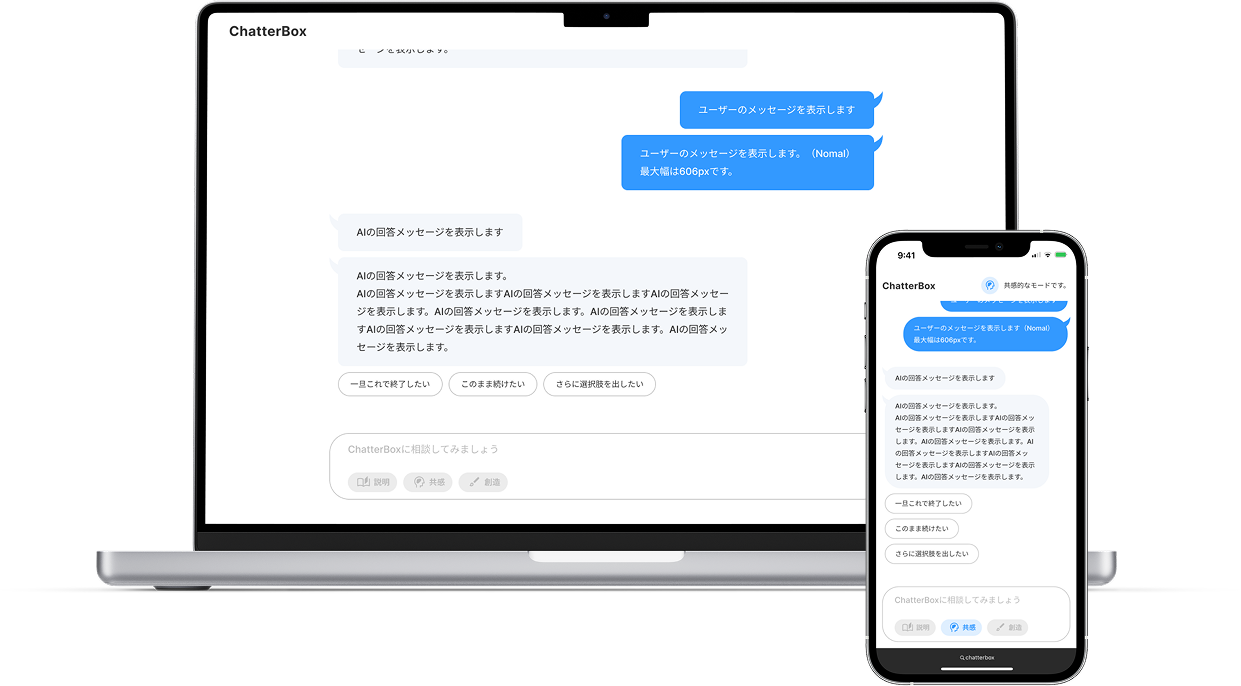 ChatterBox
セージを表示します。
ユーザーのメッセージを表示します
ユーザーのメッセージを表示します。（Nomal）
最大幅は606pxです。
AIの回答メッセージを表示します
AIの回答メッセージを表示します。
AIの回答メッセージを表示しますAIの回答メッセージを表示しますAIの回答メッセー
ジを表示します。AIの回答メッセージを表示します。AIの回答メッセージを表示しま
すAIの回答メッセージを表示しますAIの回答メッセージを表示します。AIの回答メッ
セージを表示します。
一旦これで終了したい
このまま続けたい
さらに選択肢を出したい
ChatterBoxに相談してみましょう
説明
共感
創造
9:41
ChatterBox
共感的なモードです。
ユーザーのメッセージを表示します
ユーザーのメッセージを表示します（Nomal）
最大幅は606pxです。
AIの回答メッセージを表示します
AIの回答メッセージを表示します。
AIの回答メッセージを表示しますAIの回答メッ
セージを表示しますAIの回答メッセージを表示
します。AIの回答メッセージを表示します。AI
の回答メッセージを表示しますAIの回答メッ
セージを表示しますAIの回答メッセージを表示
します。AIの回答メッセージを表示します。
一旦これで終了したい
このまま続けたい
さらに選択肢を出したい
ChatterBoxに相談してみましょう
説明
共感
創造
chatterbox